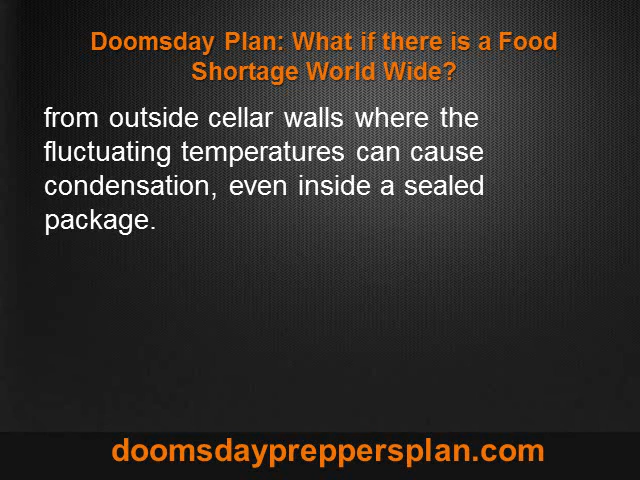 Doomsday Plan: What if there is a Food
Shortage World Wide?
from outside cellar walls where the
fluctuating temperatures can cause
condensation, even inside a sealed
package.
doomsdaypreppersplan.com